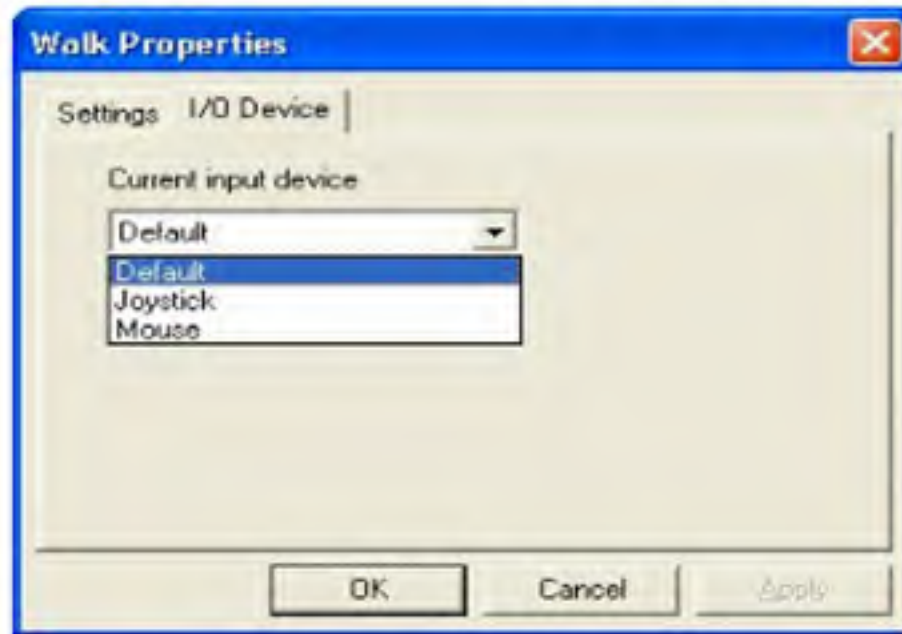 Walk Properties
Settings I/O Device
Current input device
Default
Default
Joystick
Mouse
OK Cancel Apply